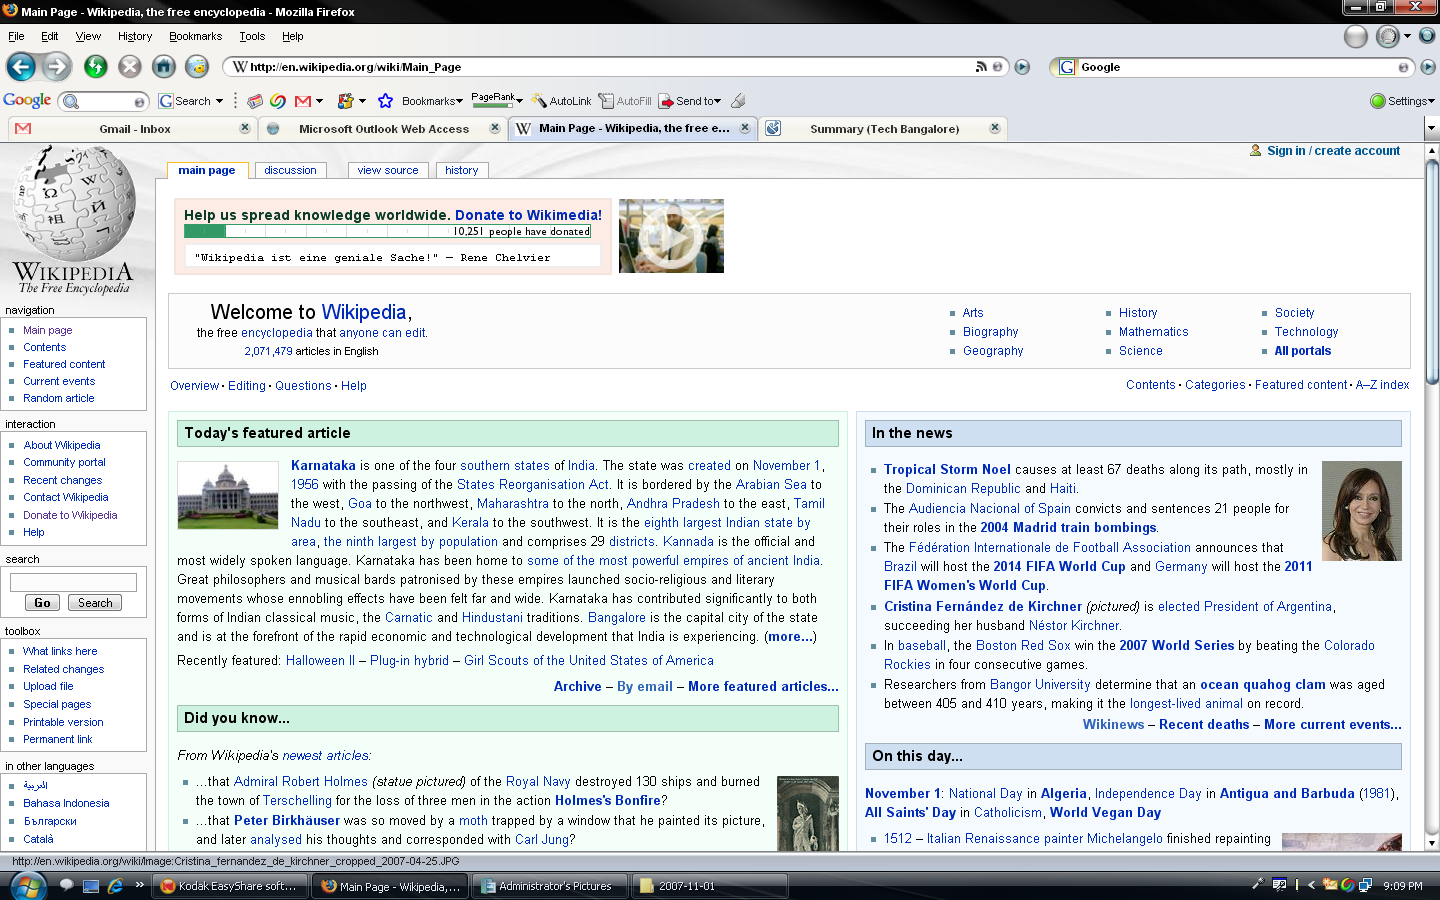 Main Page - Wikipedia, the free encyclopedia - Mozilla Firefox
File Edit View History Bookmarks Tools Help
http://en.wikipedia.org/wiki/Main_Page
Google
Google Search Bookmarks PageRank AutoLink AutoFill Send to Settings
Gmail - Inbox
Microsoft Outlook Web Access
Main Page - Wikipedia, the free e...
Summary (Tech Bangalore)
Sign in / create account
main page discussion view source history
WIKIPEDIA
The Free Encyclopedia
navigation
Main page
Contents
Featured content
Current events
Random article
interaction
About Wikipedia
Community portal
Recent changes
Contact Wikipedia
Donate to Wikipedia
Help
search
Go Search
toolbox
What links here
Related changes
Upload file
Special pages
Printable version
Permanent link
in other languages
العربية
Bahasa Indonesia
Български
Català
Help us spread knowledge worldwide. Donate to Wikimedia!
10,251 people have donated
"Wikipedia ist eine geniale Sache!" — Rene Chelvier
Welcome to Wikipedia,
the free encyclopedia that anyone can edit.
2,071,479 articles in English
Arts
Biography
Geography
History
Mathematics
Science
Society
Technology
All portals
Overview · Editing · Questions · Help
Contents · Categories · Featured content · A–Z index
Today's featured article
Karnataka is one of the four southern states of India. The state was created on November 1,
1956 with the passing of the States Reorganisation Act. It is bordered by the Arabian Sea to
the west, Goa to the northwest, Maharashtra to the north, Andhra Pradesh to the east, Tamil
Nadu to the southeast, and Kerala to the southwest. It is the eighth largest Indian state by
area, the ninth largest by population and comprises 29 districts. Kannada is the official and
most widely spoken language. Karnataka has been home to some of the most powerful empires of ancient India.
Great philosophers and musical bards patronised by these empires launched socio-religious and literary
movements whose ennobling effects have been felt far and wide. Karnataka has contributed significantly to both
forms of Indian classical music, the Carnatic and Hindustani traditions. Bangalore is the capital city of the state
and is at the forefront of the rapid economic and technological development that India is experiencing. (more...)
Recently featured: Halloween II – Plug-in hybrid – Girl Scouts of the United States of America
Archive – By email – More featured articles...
Did you know...
From Wikipedia's newest articles:
...that Admiral Robert Holmes (statue pictured) of the Royal Navy destroyed 130 ships and burned
the town of Terschelling for the loss of three men in the action Holmes's Bonfire?
...that Peter Birkhäuser was so moved by a moth trapped by a window that he painted its picture,
and later analysed his thoughts and corresponded with Carl Jung?
In the news
Tropical Storm Noel causes at least 67 deaths along its path, mostly in
the Dominican Republic and Haiti.
The Audiencia Nacional of Spain convicts and sentences 21 people for
their roles in the 2004 Madrid train bombings.
The Fédération Internationale de Football Association announces that
Brazil will host the 2014 FIFA World Cup and Germany will host the 2011
FIFA Women's World Cup.
Cristina Fernández de Kirchner (pictured) is elected President of Argentina,
succeeding her husband Néstor Kirchner.
In baseball, the Boston Red Sox win the 2007 World Series by beating the Colorado
Rockies in four consecutive games.
Researchers from Bangor University determine that an ocean quahog clam was aged
between 405 and 410 years, making it the longest-lived animal on record.
Wikinews – Recent deaths – More current events...
On this day...
November 1: National Day in Algeria, Independence Day in Antigua and Barbuda (1981),
All Saints' Day in Catholicism, World Vegan Day
1512 – Italian Renaissance painter Michelangelo finished repainting
http://en.wikipedia.org/wiki/Image:Cristina_fernandez_de_kirchner_cropped_2007-04-25.JPG
Kodak EasyShare soft...
Main Page - Wikipedia,...
Administrator's Pictures
2007-11-01
9:09 PM